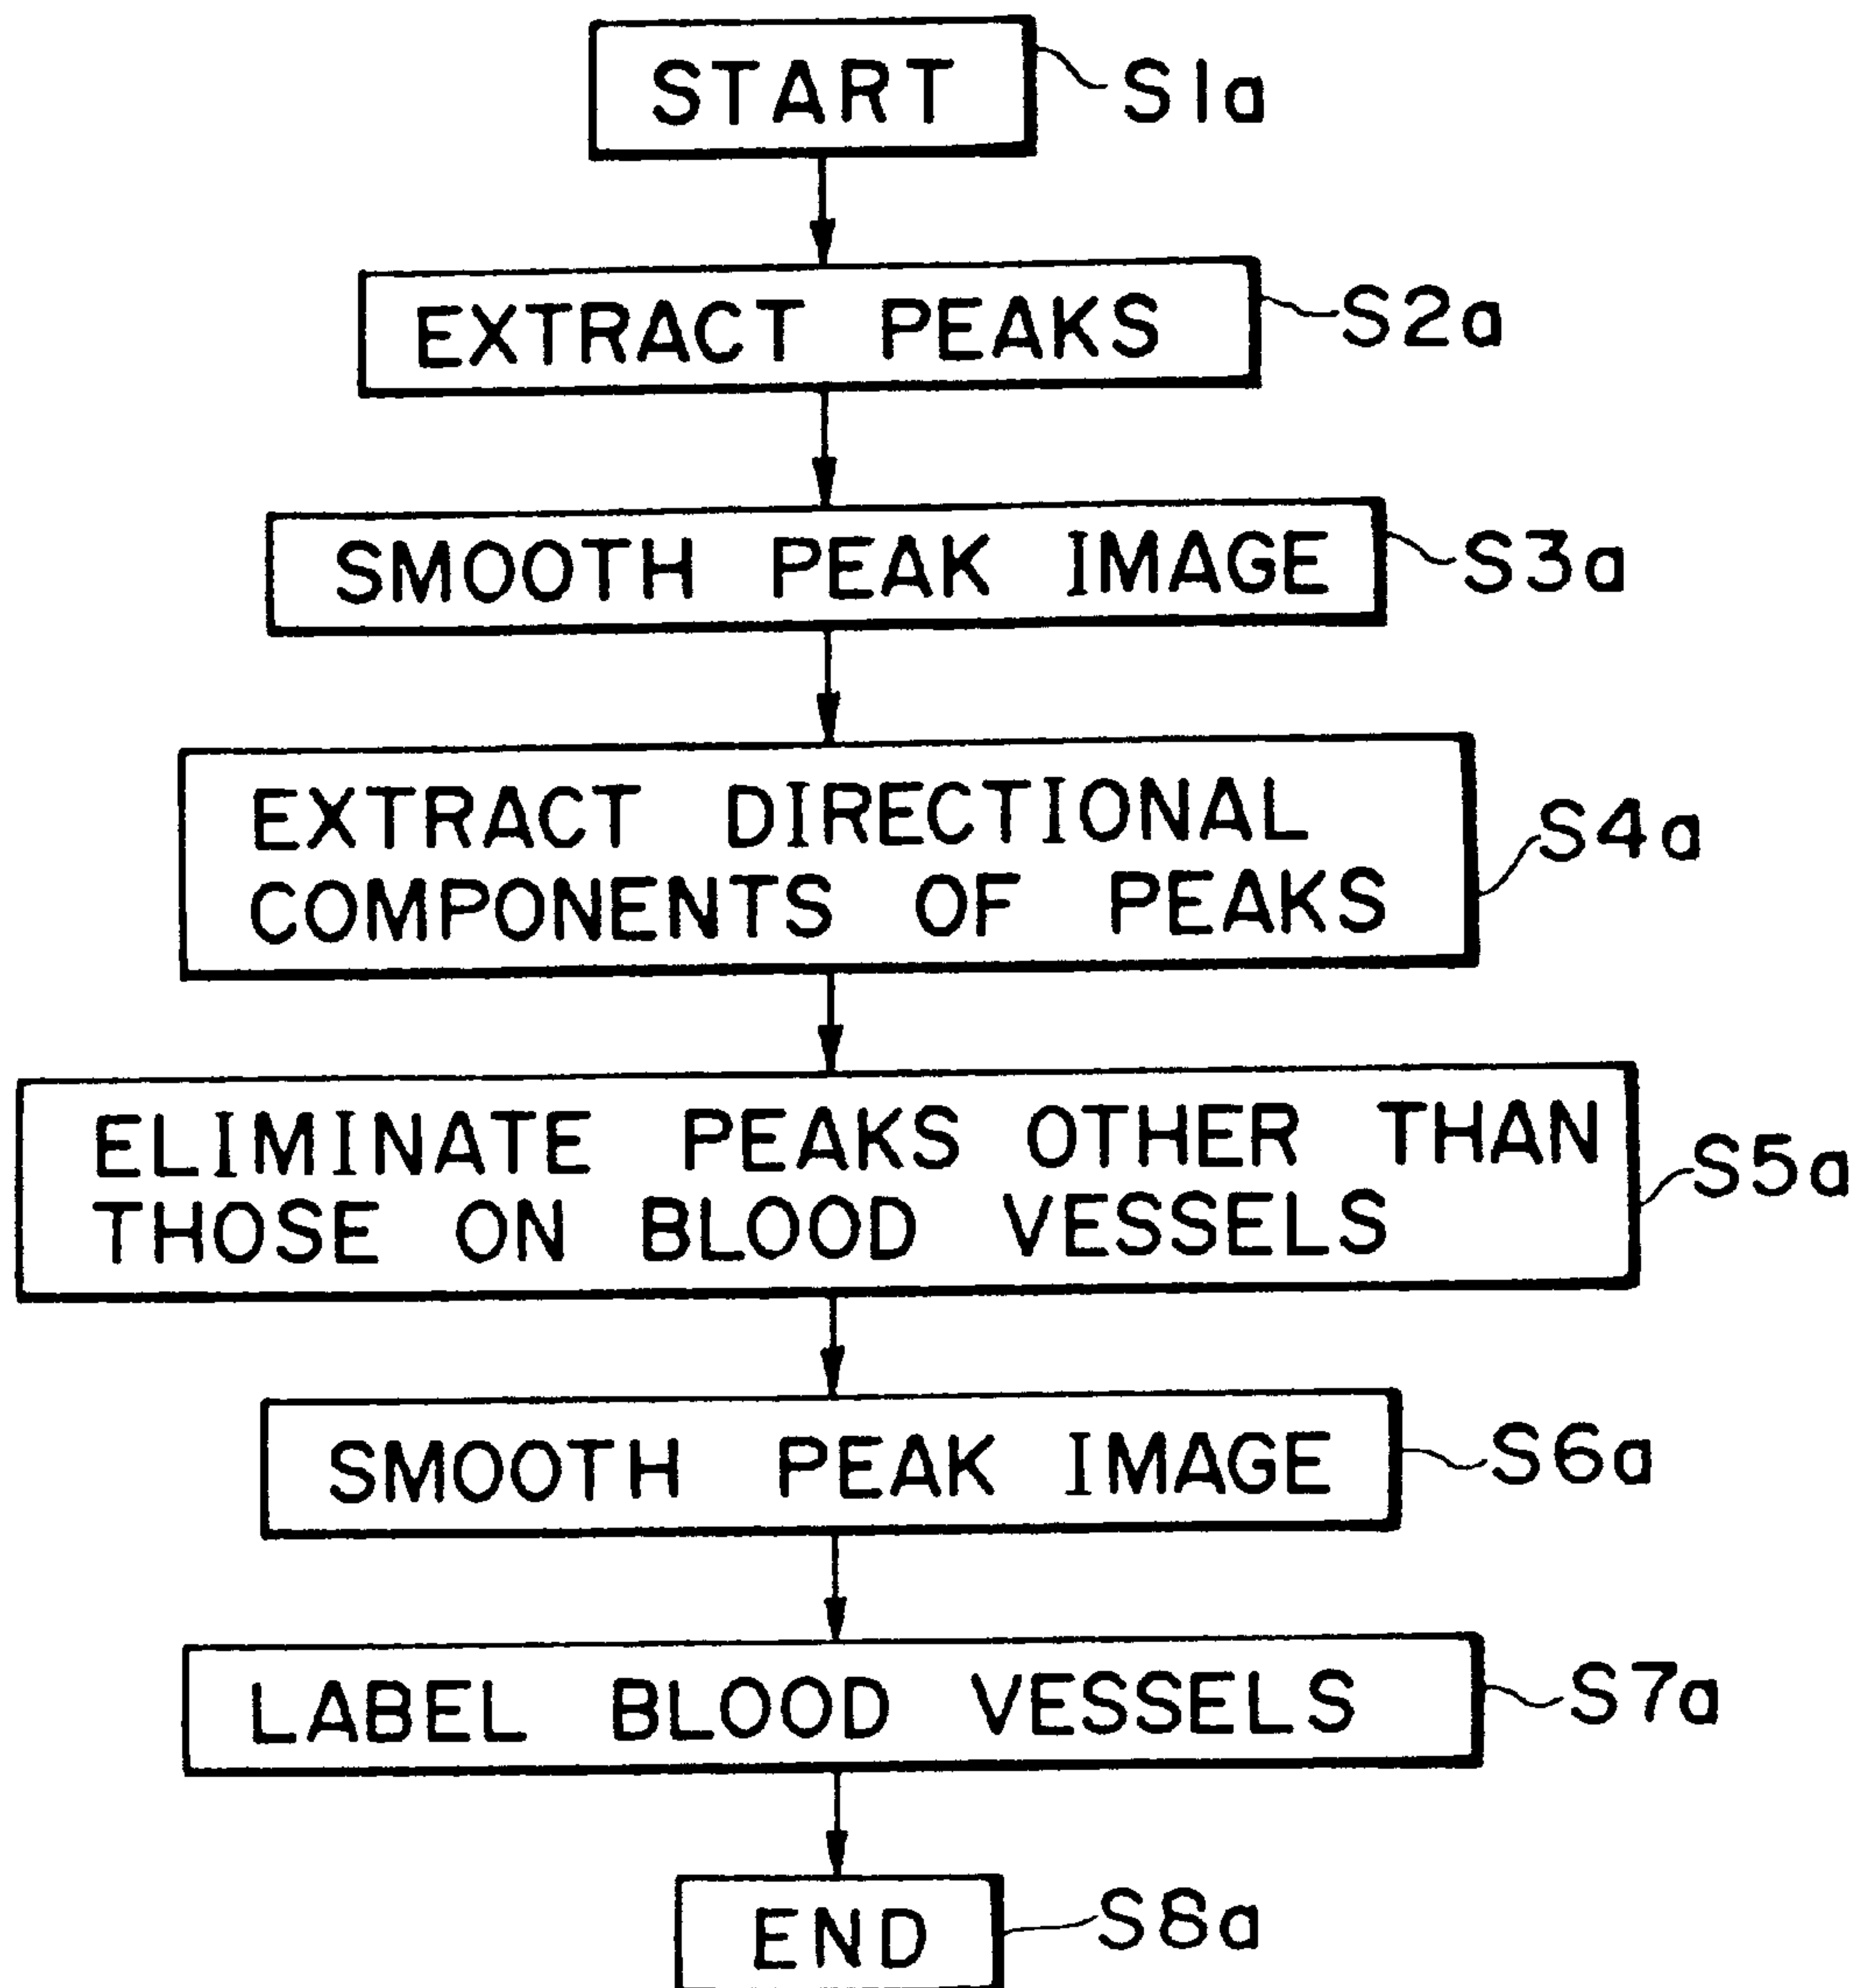 START
S1a
EXTRACT PEAKS
S2a
SMOOTH PEAK IMAGE
S3a
EXTRACT DIRECTIONAL
COMPONENTS OF PEAKS
S4a
ELIMINATE PEAKS OTHER THAN
THOSE ON BLOOD VESSELS
S5a
SMOOTH PEAK IMAGE
S6a
LABEL BLOOD VESSELS
S7a
END
S8a